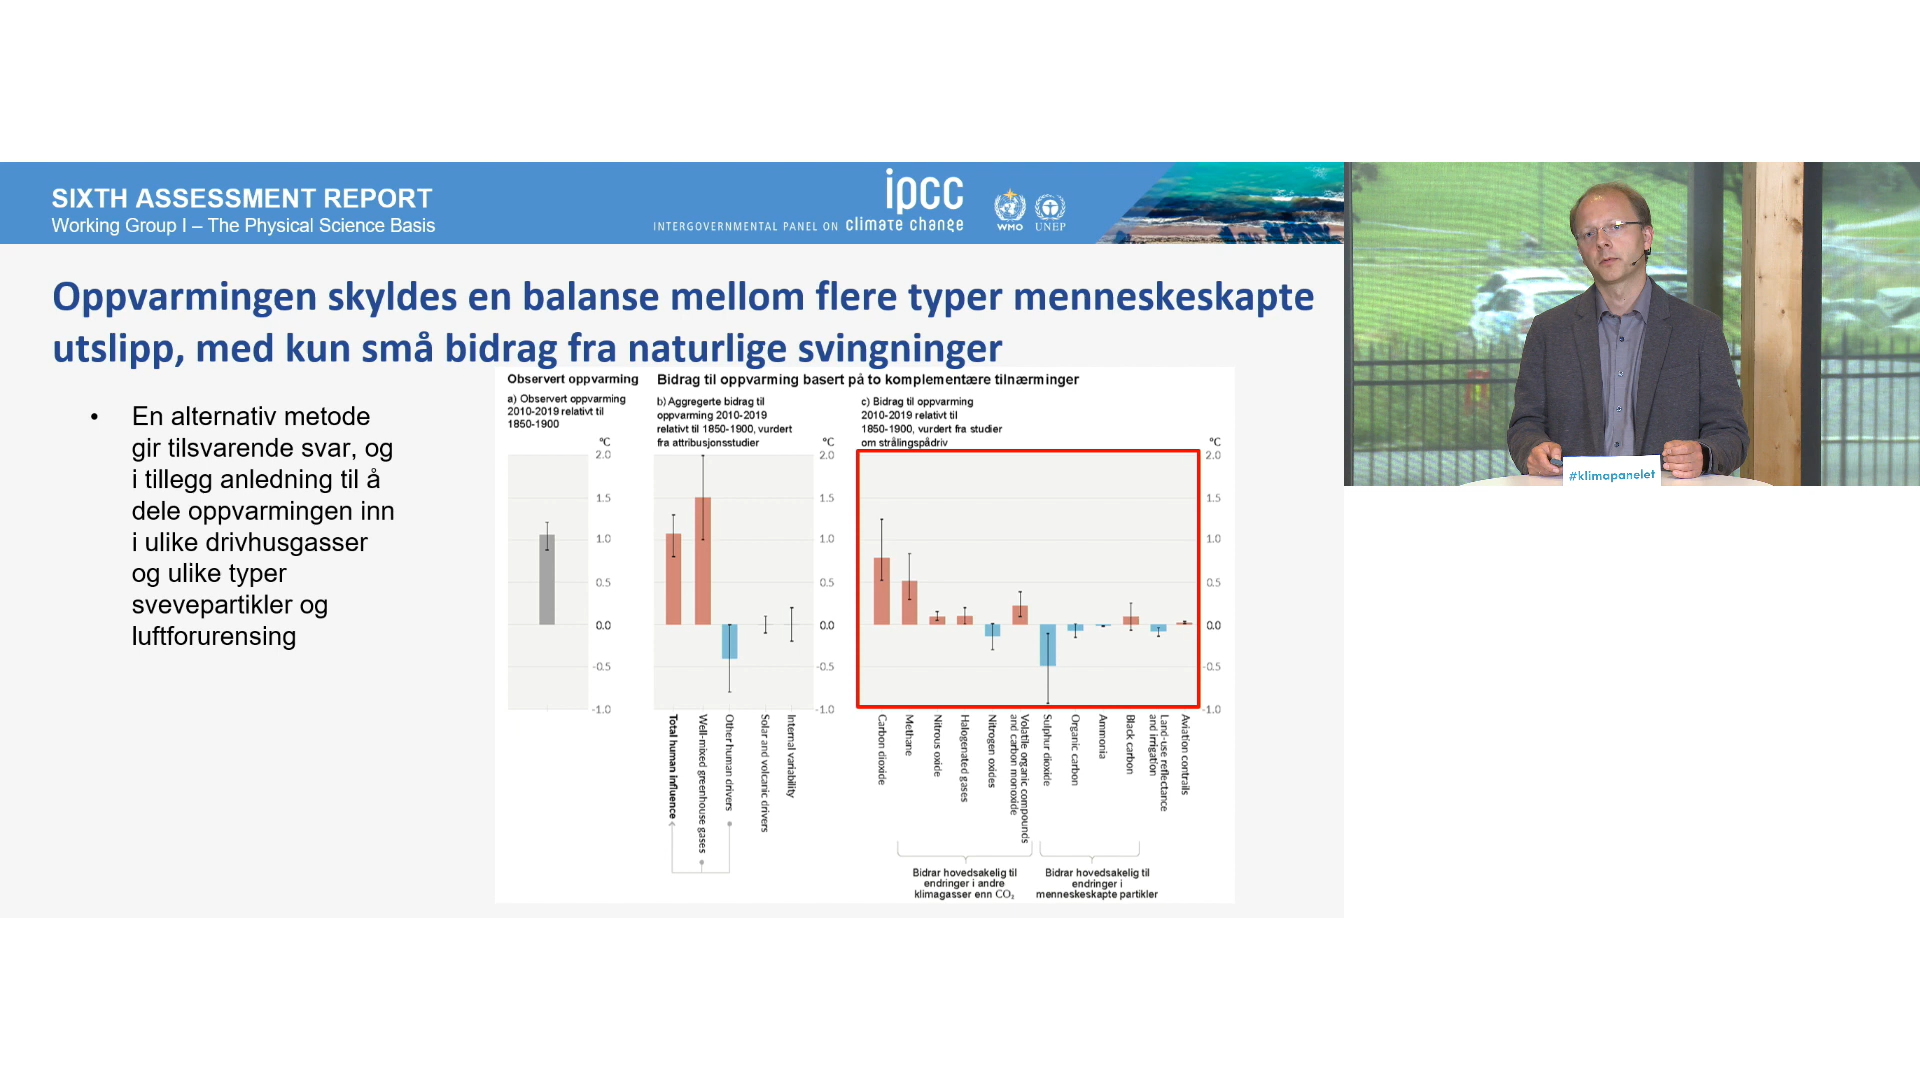 SIXTH ASSESSMENT REPORT
Working Group I – The Physical Science Basis
INTERGOVERNMENTAL PANEL ON
ipcc
climate change
WMO
UNEP
Oppvarmingen skyldes en balanse mellom flere typer menneskeskapte
utslipp, med kun små bidrag fra naturlige svingninger
• En alternativ metode
gir tilsvarende svar, og
i tillegg anledning til å
dele oppvarmingen inn
i ulike drivhusgasser
og ulike typer
svevepartikler og
luftforurensing
Observert oppvarming
a) Observert oppvarming
2010-2019 relativt til
1850-1900
°C
2.0
1.5
1.0
0.5
0.0
-0.5
-1.0
Bidrag til oppvarming basert på to komplementære tilnærminger
b) Aggregerte bidrag til
oppvarming 2010-2019
relativt til 1850-1900, vurdert
fra attribusjonsstudier
°C
2.0
1.5
1.0
0.5
0.0
-0.5
-1.0
Total human influence
Well-mixed greenhouse gases
Other human drivers
Solar and volcanic drivers
Internal variability
c) Bidrag til oppvarming
2010-2019 relativt til
1850-1900, vurdert fra studier
om strålingspådriv
°C
2.0
1.5
1.0
0.5
0.0
-0.5
-1.0
Carbon dioxide
Methane
Nitrous oxide
Halogenated gases
Nitrogen oxides
Volatile organic compounds
and carbon monoxide
Sulphur dioxide
Organic carbon
Ammonia
Black carbon
Land-use reflectance
and irrigation
Aviation contrails
Bidrar hovedsakelig til
endringer i andre
klimagasser enn CO₂
Bidrar hovedsakelig til
endringer i
menneskeskapte partikler
#klimapanelet